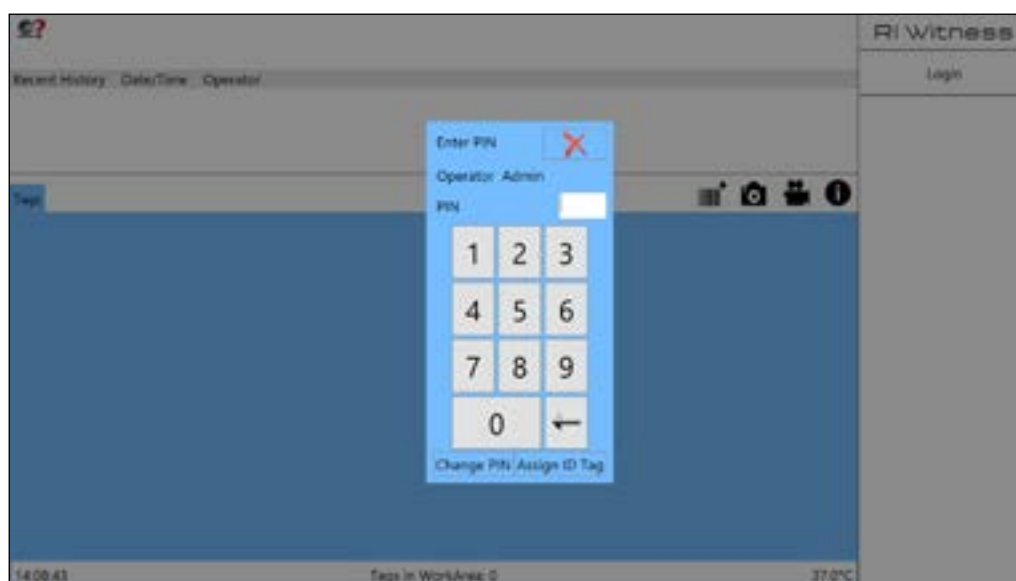 ?
RI Witness
Recent History Date/Time Operator
Login
Enter PIN
Operator Admin
PIN
Tags
1 2 3
4 5 6
7 8 9
0
Change PIN Assign ID Tag
14:08:43 Tags in WorkArea: 0 37.0°C